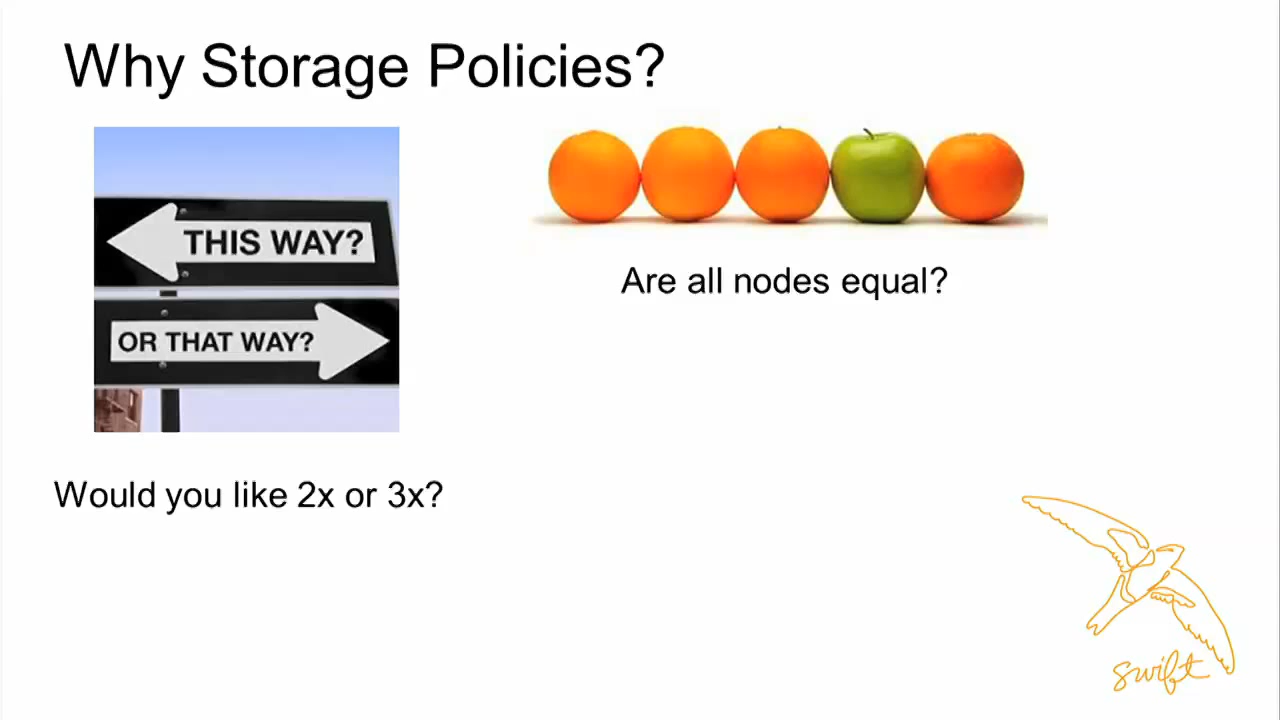 Why Storage Policies?
THIS WAY?
OR THAT WAY?
Are all nodes equal?
Would you like 2x or 3x?
swift